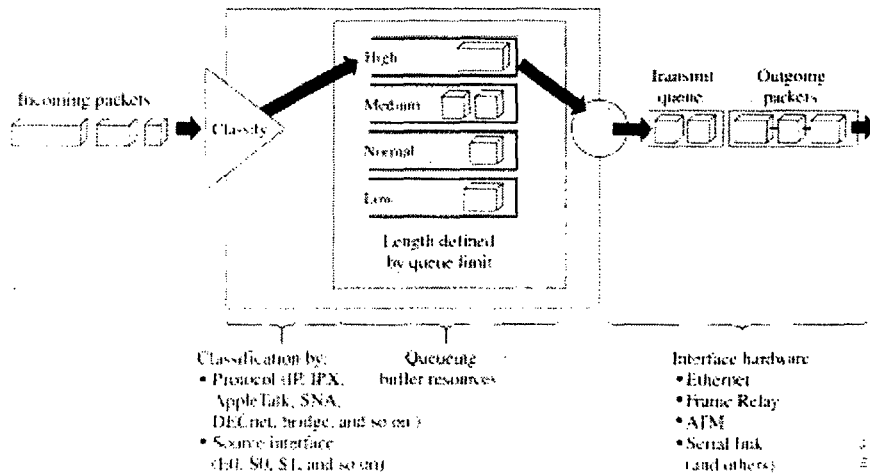 Incoming packets
Classify
High
Medium
Normal
Low
Length defined
by queue limit
Transmit
queue
Outgoing
packets
Classification by:
• Protocol (IP, IPX,
AppleTalk, SNA,
DECnet, bridge, and so on)
• Source interface
(E0, S0, S1, and so on)
Queueing
buffer resources
Interface hardware
• Ethernet
• Frame Relay
• ATM
• Serial link
(and others)